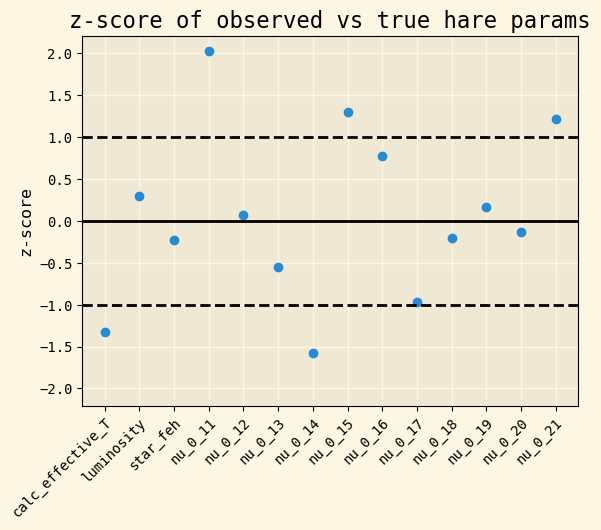 z-score of observed vs true hare params
z-score
2.0
1.5
1.0
0.5
0.0
−0.5
−1.0
−1.5
−2.0
calc_effective_T
luminosity
star_feh
nu_0_11
nu_0_12
nu_0_13
nu_0_14
nu_0_15
nu_0_16
nu_0_17
nu_0_18
nu_0_19
nu_0_20
nu_0_21